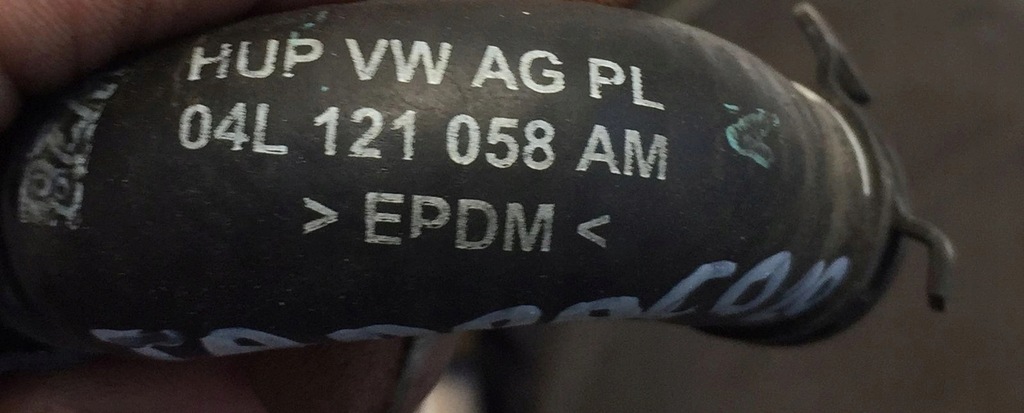 HUP VW AG PL
04L 121 058 AM
> EPDM <